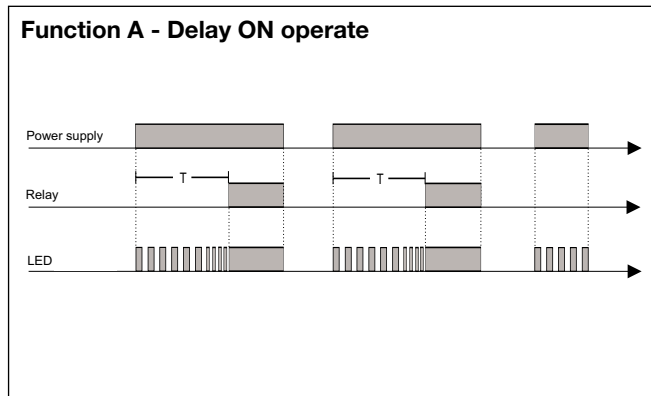 Function A - Delay ON operate
Power supply
T
T
Relay
LED